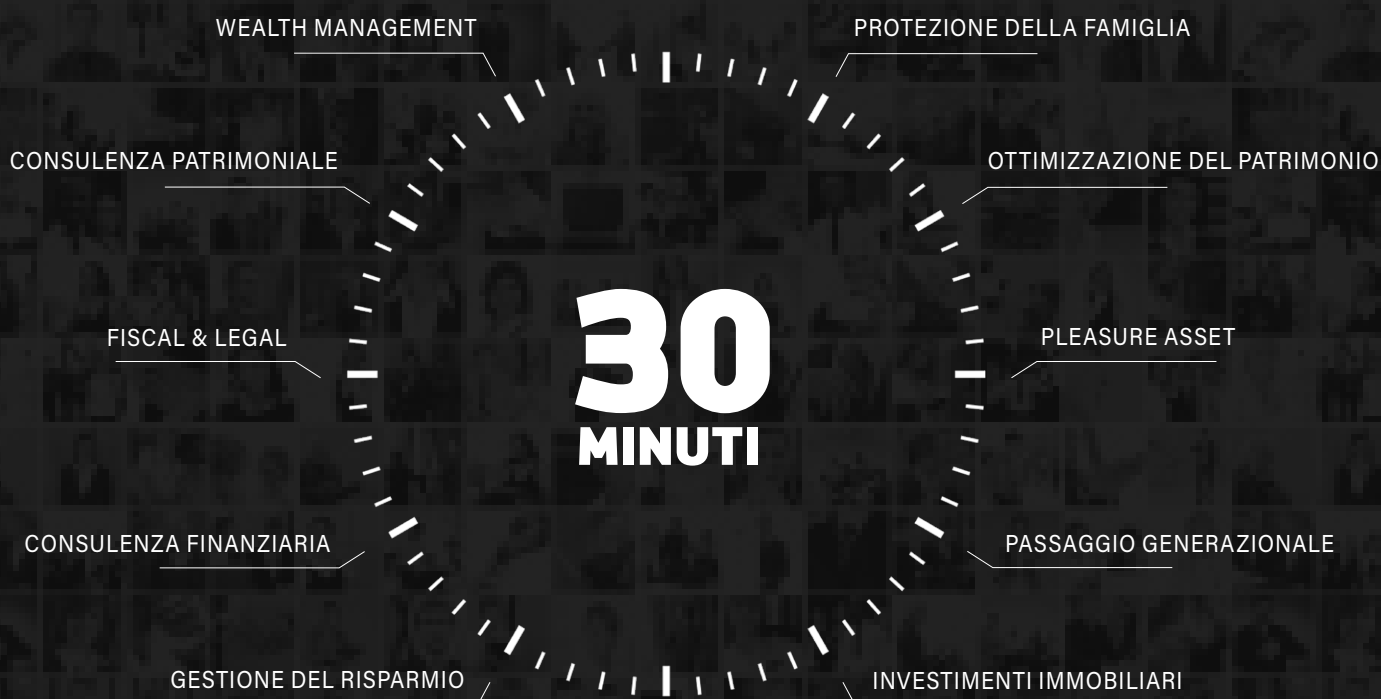 WEALTH MANAGEMENT
PROTEZIONE DELLA FAMIGLIA
CONSULENZA PATRIMONIALE
OTTIMIZZAZIONE DEL PATRIMONIO
FISCAL & LEGAL
30
MINUTI
PLEASURE ASSET
CONSULENZA FINANZIARIA
PASSAGGIO GENERAZIONALE
GESTIONE DEL RISPARMIO
INVESTIMENTI IMMOBILIARI